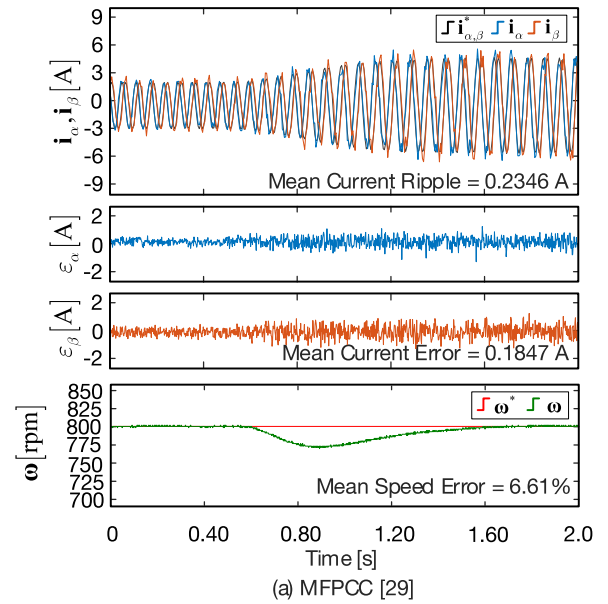 9
6
3
0
-3
-6
-9
i*α,β iα iβ
iα, iβ [A]
Mean Current Ripple = 0.2346 A
2
0
-2
εα [A]
2
0
-2
εβ [A]
Mean Current Error = 0.1847 A
850
825
800
775
750
725
700
ω* ω
ω [rpm]
Mean Speed Error = 6.61%
0 0.40 0.80 1.20 1.60 2.0
Time [s]
(a) MFPCC [29]